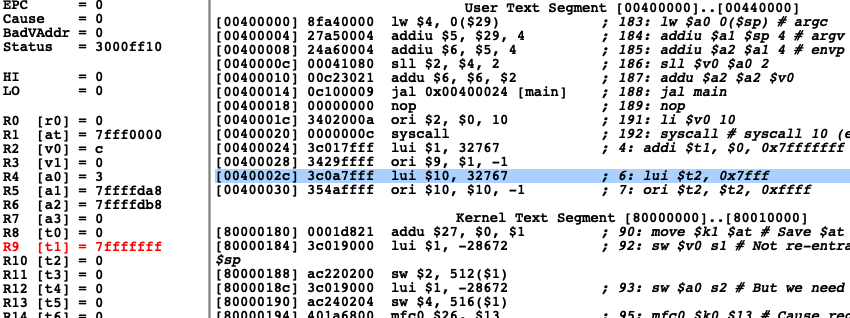 EPC = 0
Cause = 0
BadVAddr = 0
Status = 3000ff10
HI = 0
LO = 0
R0 [r0] = 0
R1 [at] = 7fff0000
R2 [v0] = c
R3 [v1] = 0
R4 [a0] = 3
R5 [a1] = 7ffffda8
R6 [a2] = 7ffffdb8
R7 [a3] = 0
R8 [t0] = 0
R9 [t1] = 7fffffff
R10 [t2] = 0
R11 [t3] = 0
R12 [t4] = 0
R13 [t5] = 0
R14 [t6] = 0
User Text Segment [00400000]..[00440000]
[00400000] 8fa40000 lw $4, 0($29) ; 183: lw $a0 0($sp) # argc
[00400004] 27a50004 addiu $5, $29, 4 ; 184: addiu $a1 $sp 4 # argv
[00400008] 24a60004 addiu $6, $5, 4 ; 185: addiu $a2 $a1 4 # envp
[0040000c] 00041080 sll $2, $4, 2 ; 186: sll $v0 $a0 2
[00400010] 00c23021 addu $6, $6, $2 ; 187: addu $a2 $a2 $v0
[00400014] 0c100009 jal 0x00400024 [main] ; 188: jal main
[00400018] 00000000 nop ; 189: nop
[0040001c] 3402000a ori $2, $0, 10 ; 191: li $v0 10
[00400020] 0000000c syscall ; 192: syscall # syscall 10 (e
[00400024] 3c017fff lui $1, 32767 ; 4: addi $t1, $0, 0x7fffffff
[00400028] 3429ffff ori $9, $1, -1
[0040002c] 3c0a7fff lui $10, 32767 ; 6: lui $t2, 0x7fff
[00400030] 354affff ori $10, $10, -1 ; 7: ori $t2, $t2, 0xffff
Kernel Text Segment [80000000]..[80010000]
[80000180] 0001d821 addu $27, $0, $1 ; 90: move $k1 $at # Save $at
[80000184] 3c019000 lui $1, -28672 ; 92: sw $v0 s1 # Not re-entra
$sp
[80000188] ac220200 sw $2, 512($1)
[8000018c] 3c019000 lui $1, -28672 ; 93: sw $a0 s2 # But we need
[80000190] ac240204 sw $4, 516($1)
[80000194] 401a6800 mfc0 $26, $13 ; 95: mfc0 $k0 $13 # Cause reg